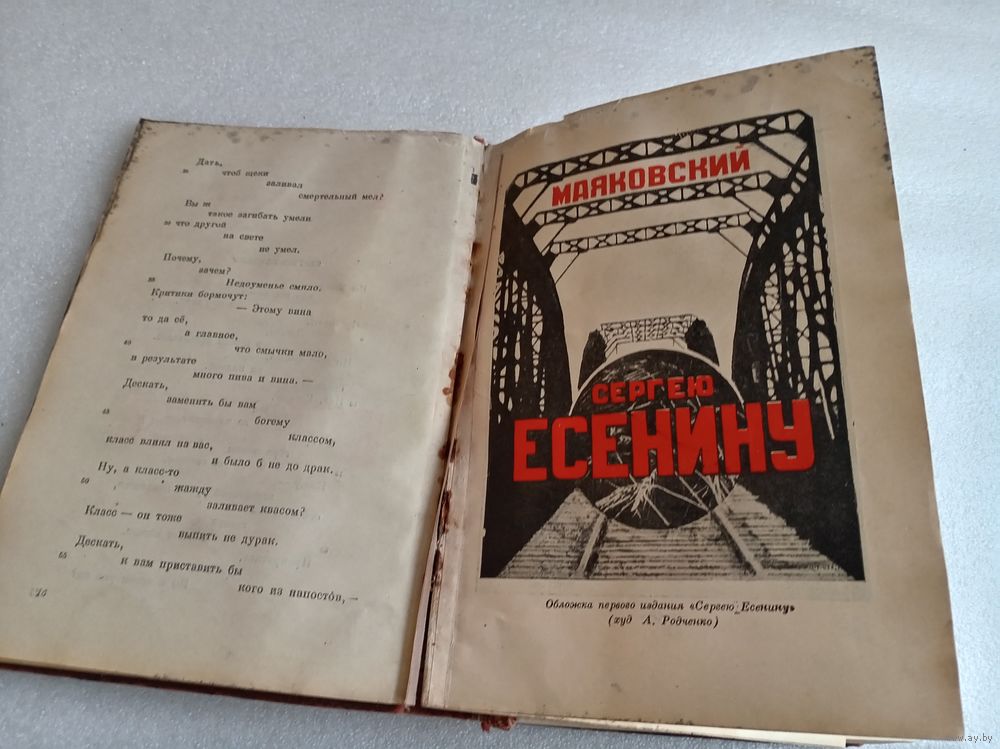 Дать,
чтоб щеки
заливал
смертельный мел?
Вы ж
такое загибать умели
что другой
на свете
не умел.
Почему,
зачем?
Недоуменье смяло.
Критики бормочут:
— Этому вина
то да сё,
а главное,
что смычки мало,
в результате
много пива и вина. —
Дескать,
заменить бы вам
богему
классом,
класс влиял на вас,
и было б не до драк.
Ну, а класс-то
жажду
заливает квасом?
Класс — он тоже
выпить не дурак.
Дескать,
к вам приставить бы
кого из напосто́в, —
МАЯКОВСКИЙ
СЕРГЕЮ
ЕСЕНИНУ
Обложка первого издания «Сергею Есенину»
(худ А. Родченко)
www.ay.by